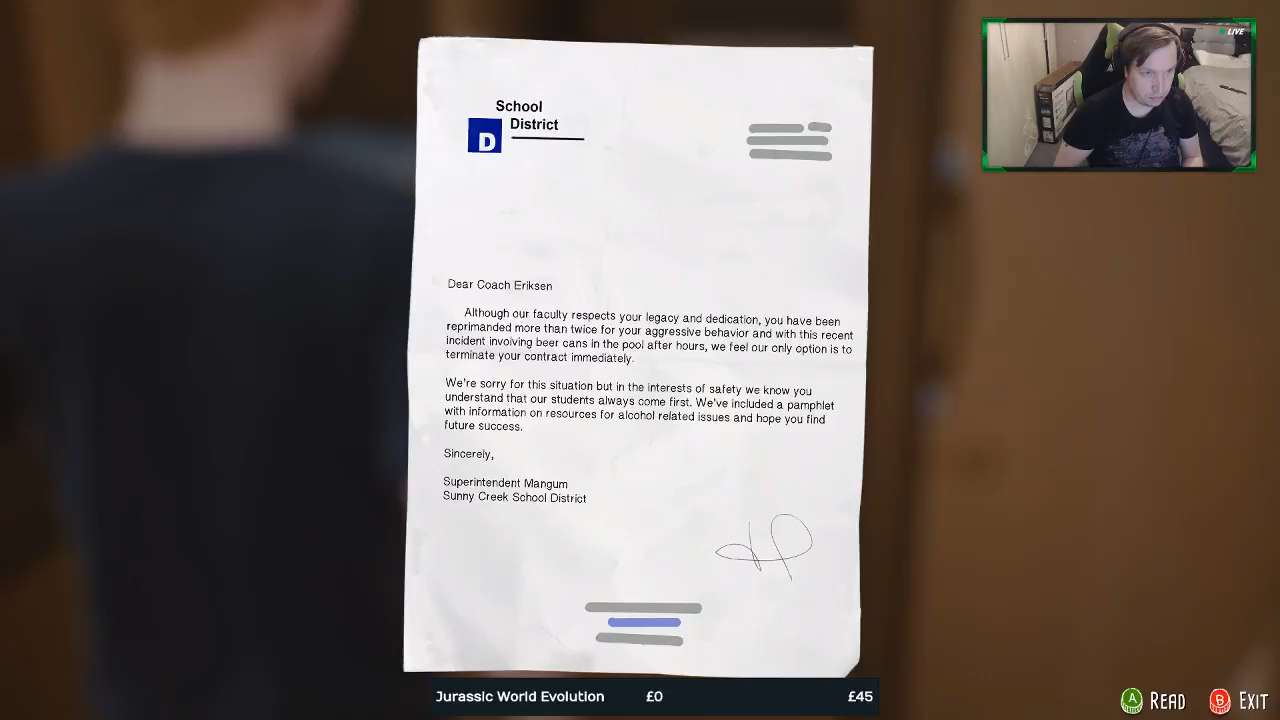 LIVE
School
District
D
Dear Coach Eriksen
Although our faculty respects your legacy and dedication, you have been
reprimanded more than twice for your aggressive behavior and with this recent
incident involving beer cans in the pool after hours, we feel our only option is to
terminate your contract immediately.
We're sorry for this situation but in the interests of safety we know you
understand that our students always come first. We've included a pamphlet
with information on resources for alcohol related issues and hope you find
future success.
Sincerely,
Superintendent Mangum
Sunny Creek School District
Jurassic World Evolution £0 £45
A READ B EXIT